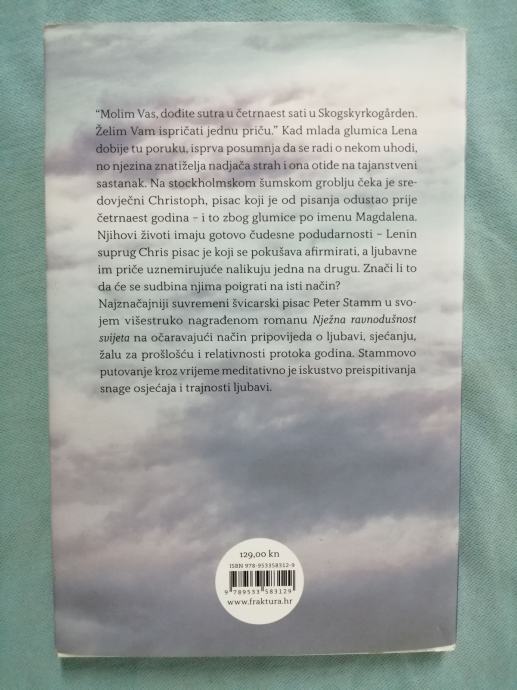 “Molim Vas, dođite sutra u četrnaest sati u Skogskyrkogården.
Želim Vam ispričati jednu priču.” Kad mlada glumica Lena
dobije tu poruku, isprva posumnja da se radi o nekom uhodi,
no njezina znatiželja nadjača strah i ona otiđe na tajanstveni
sastanak. Na stockholmskom šumskom groblju čeka je sre-
dovječni Christoph, pisac koji je od pisanja odustao prije
četrnaest godina – i to zbog glumice po imenu Magdalena.
Njihovi životi imaju gotovo čudesne podudarnosti – Lenin
suprug Chris pisac je koji se pokušava afirmirati, a ljubavne
im priče uznemirujuće nalikuju jedna na drugu. Znači li to
da će se sudbina njima poigrati na isti način?
Najznačajniji suvremeni švicarski pisac Peter Stamm u svo-
jem višestruko nagrađenom romanu Nježna ravnodušnost
svijeta na očaravajući način pripovijeda o ljubavi, sjećanju,
žalu za prošlošću i relativnosti protoka godina. Stammovo
putovanje kroz vrijeme meditativno je iskustvo preispitivanja
snage osjećaja i trajnosti ljubavi.
129,00 kn
ISBN 978-953358312-9
9 789533 583129
www.fraktura.hr